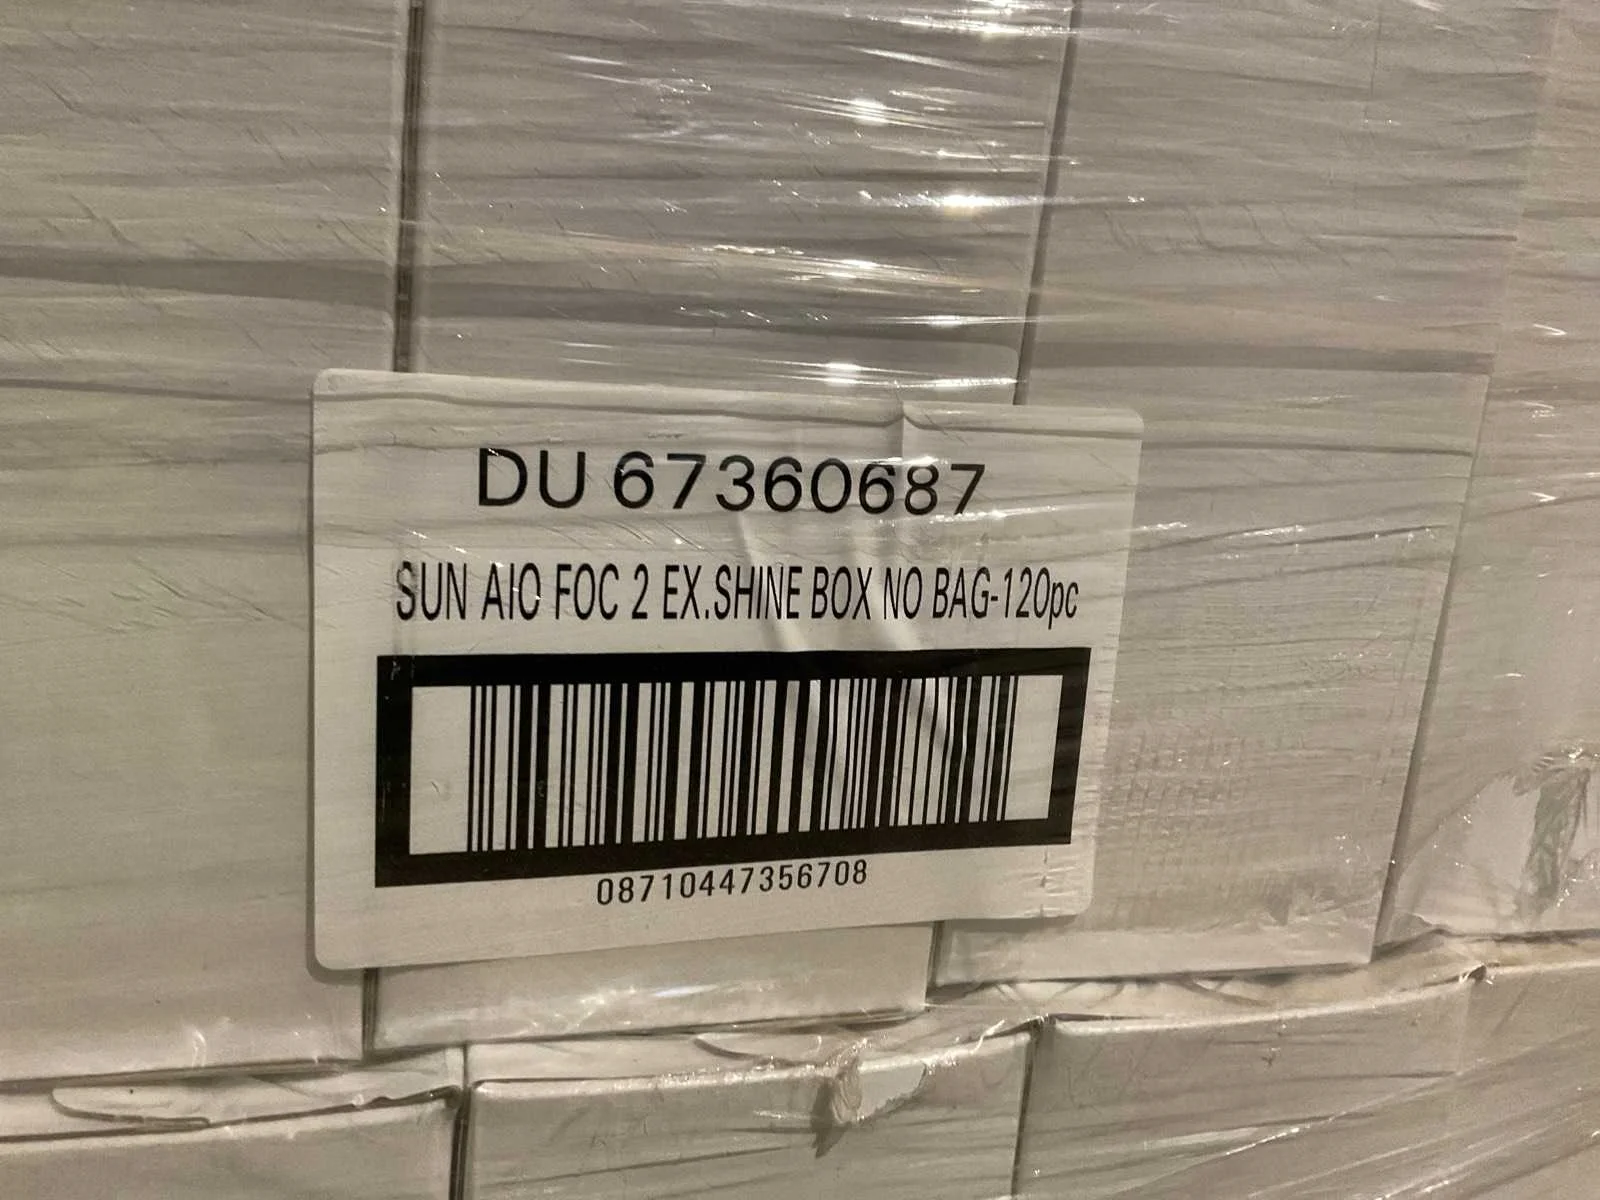 DU 67360687
SUN AIO FOC 2 EX.SHINE BOX NO BAG-120pc
08710447356708